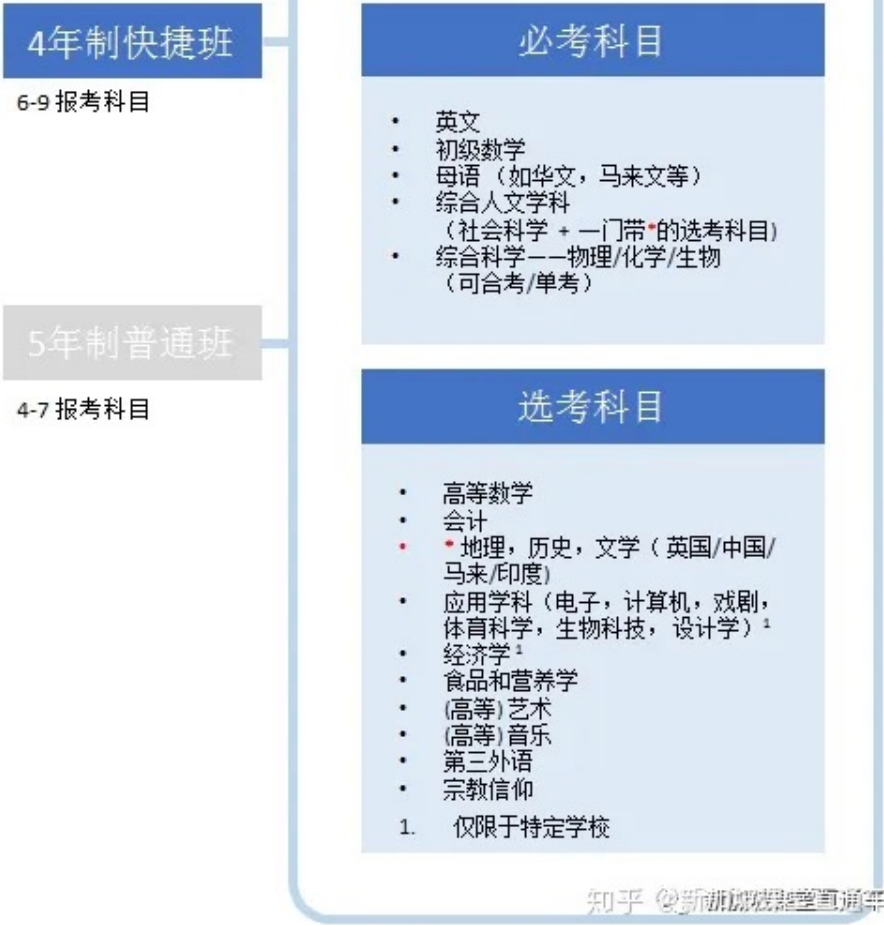 4年制快捷班
6-9 报考科目
5年制普通班
4-7 报考科目
必考科目
• 英文
• 初级数学
• 母语（如华文，马来文等）
• 综合人文学科
（社会科学 + 一门带*的选考科目)
• 综合科学——物理/化学/生物
（可合考/单考）
选考科目
• 高等数学
• 会计
• * 地理，历史，文学（ 英国/中国/
马来/印度)
• 应用学科（电子，计算机，戏剧，
体育科学，生物科技，设计学）1
• 经济学1
• 食品和营养学
• (高等) 艺术
• (高等) 音乐
• 第三外语
• 宗教信仰
1. 仅限于特定学校
知乎 @新加坡课堂直通车